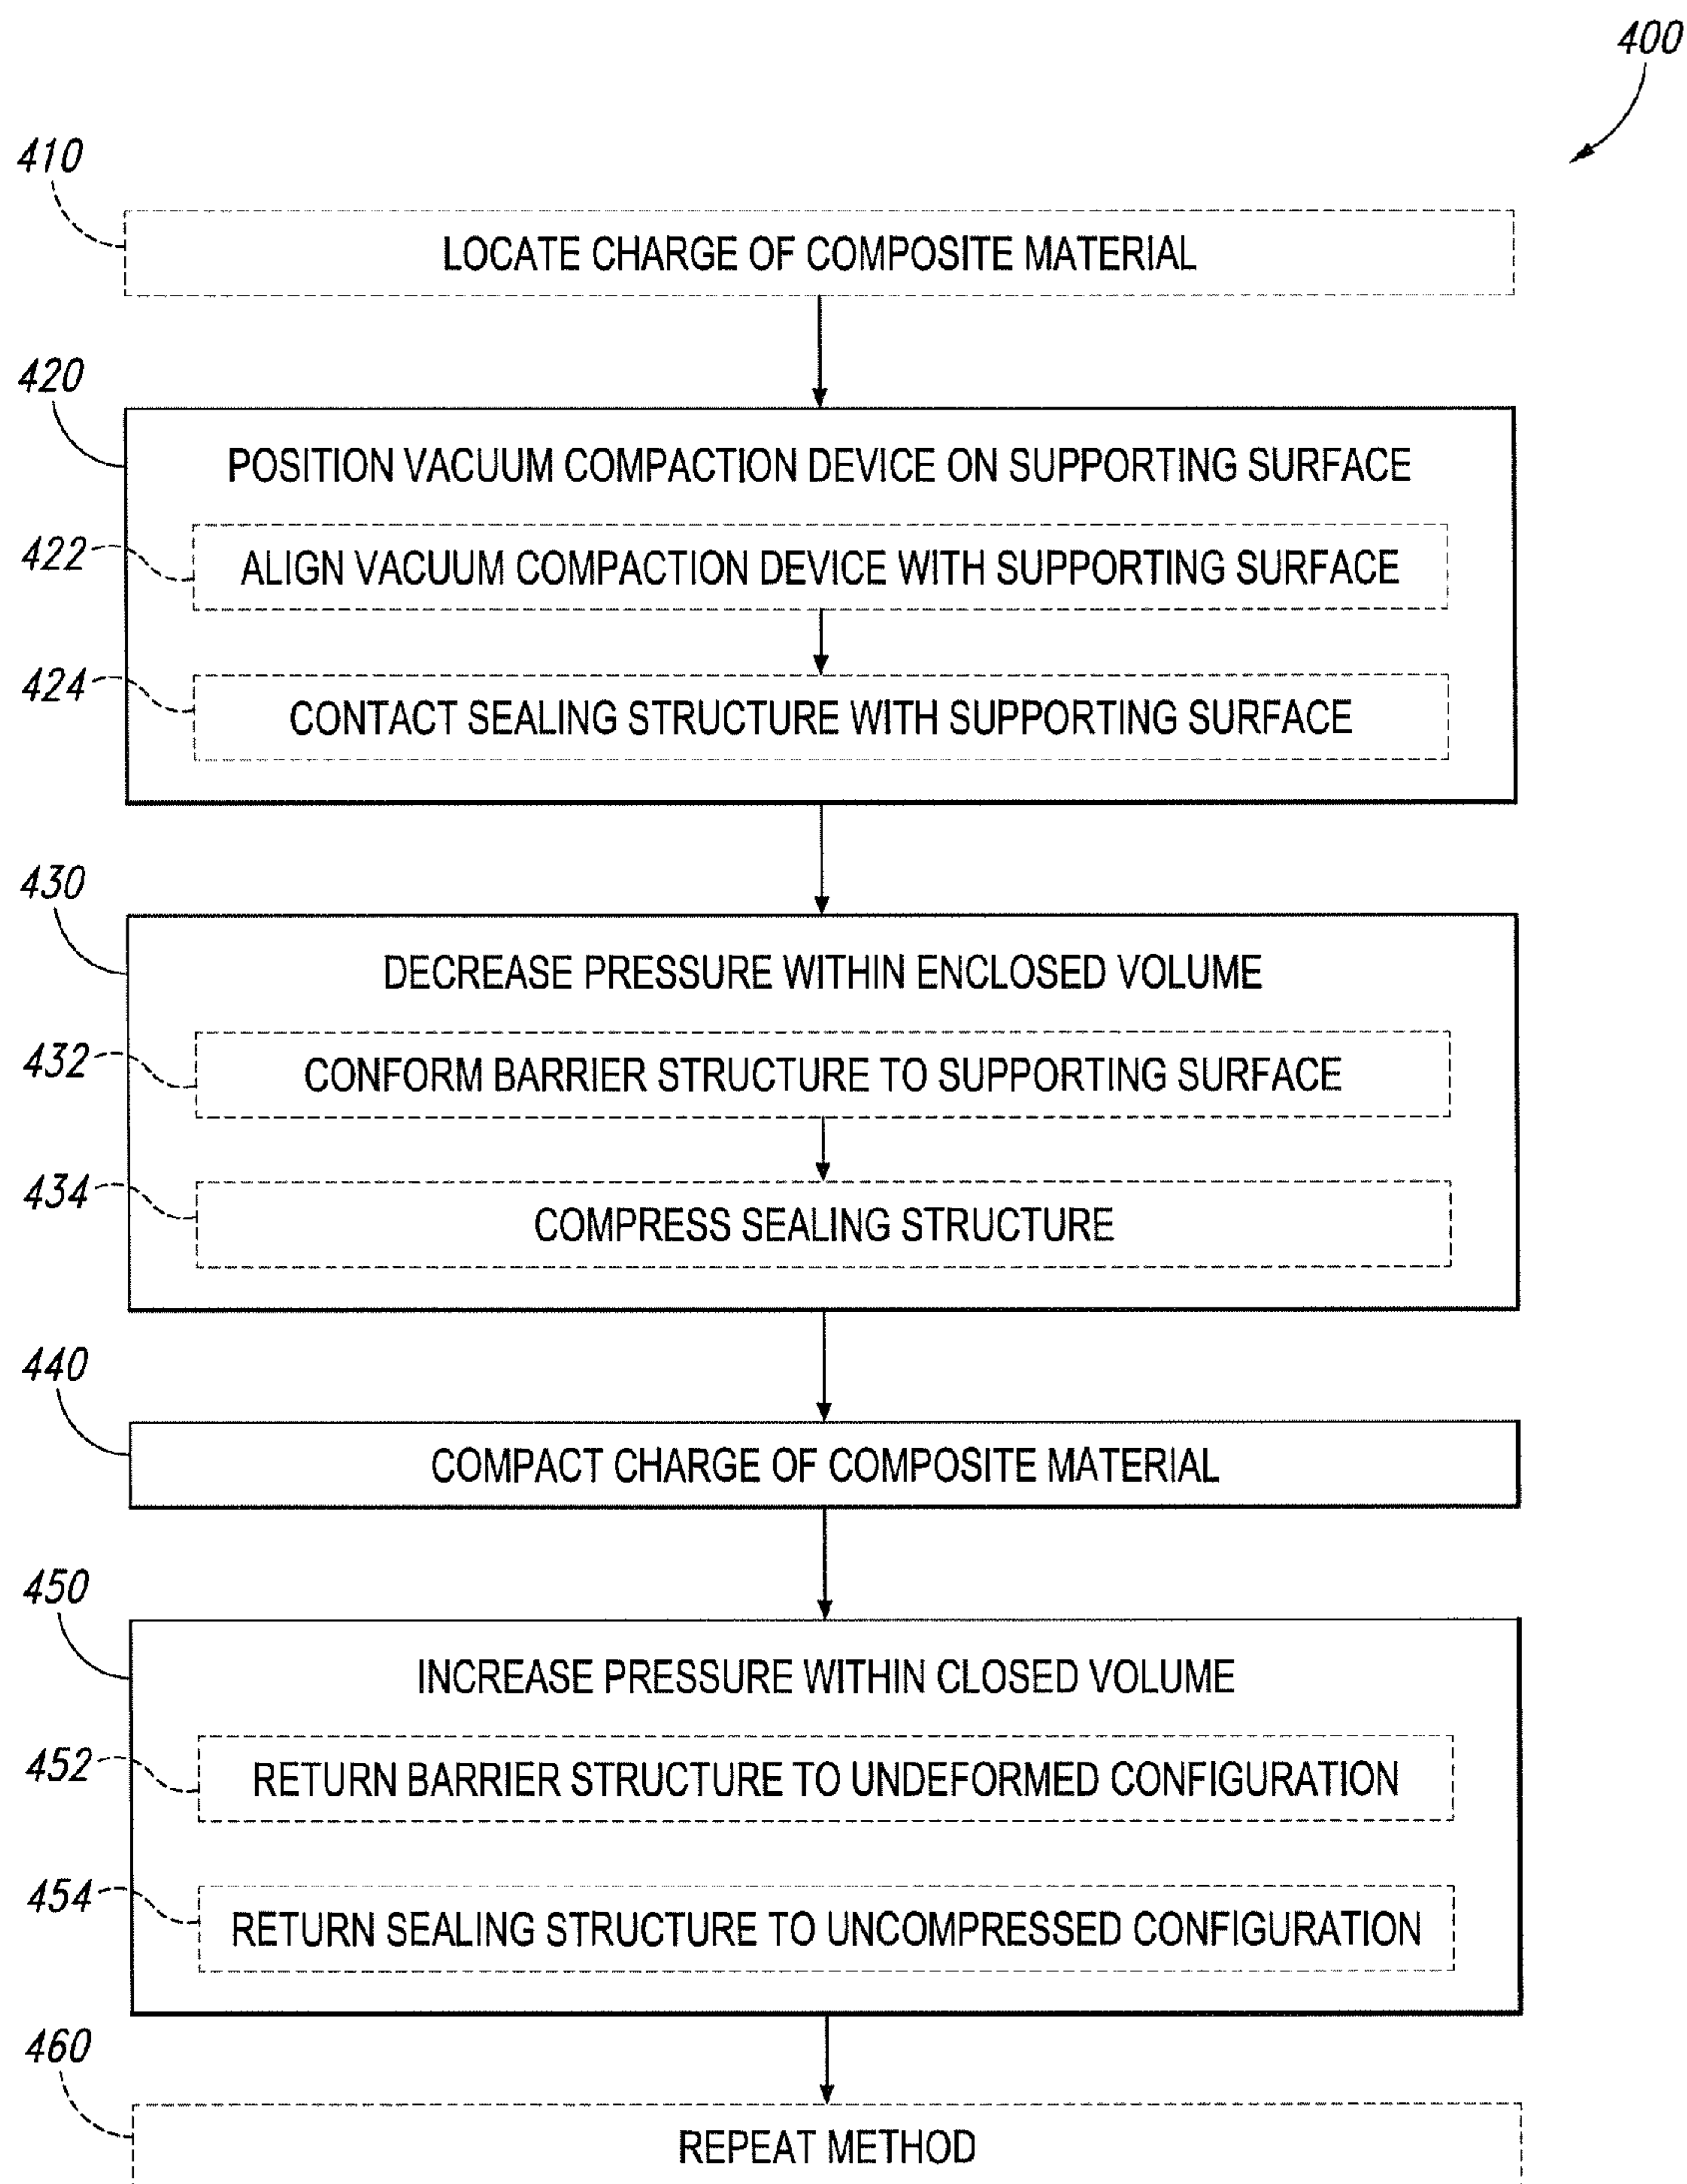 400
410
LOCATE CHARGE OF COMPOSITE MATERIAL
420
POSITION VACUUM COMPACTION DEVICE ON SUPPORTING SURFACE
422
ALIGN VACUUM COMPACTION DEVICE WITH SUPPORTING SURFACE
424
CONTACT SEALING STRUCTURE WITH SUPPORTING SURFACE
430
DECREASE PRESSURE WITHIN ENCLOSED VOLUME
432
CONFORM BARRIER STRUCTURE TO SUPPORTING SURFACE
434
COMPRESS SEALING STRUCTURE
440
COMPACT CHARGE OF COMPOSITE MATERIAL
450
INCREASE PRESSURE WITHIN CLOSED VOLUME
452
RETURN BARRIER STRUCTURE TO UNDEFORMED CONFIGURATION
454
RETURN SEALING STRUCTURE TO UNCOMPRESSED CONFIGURATION
460
REPEAT METHOD